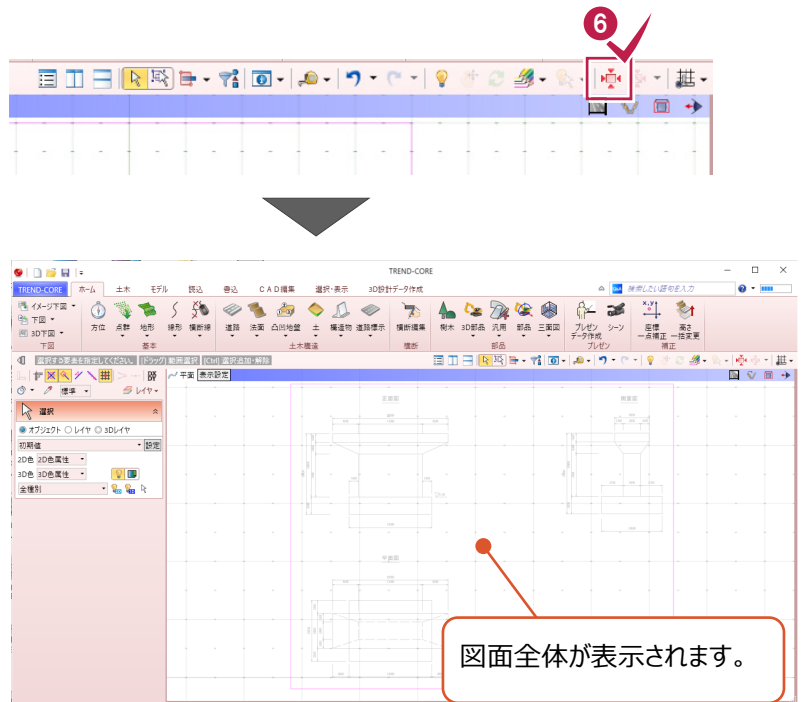 6
TREND-CORE
TREND-CORE ホーム 土木 モデル 読込 書込 CAD編集 選択・表示 3D設計データ作成 検索したい語句を入力
イメージ下図
下図
3D下図
方位 点群 地形 線形 横断線 道路 法面 凸凹地盤 土 構造物 道路標示 横断編集 樹木 3D部品 汎用 部品 三面図 プレゼンデータ作成 シーン 座標一点補正 高さ一括変更
下図 基本 土木構造 横断 部品 プレゼン 補正
選択する要素を指定してください。 [ドラッグ] 範囲選択 [Ctrl] 選択追加・解除
平面 表示設定
標準 レイヤ
選択
オブジェクト レイヤ 3Dレイヤ
初期値 設定
2D色 2D色属性
3D色 3D色属性
全種別
正面図 側面図
平面図
図面全体が表示されます。